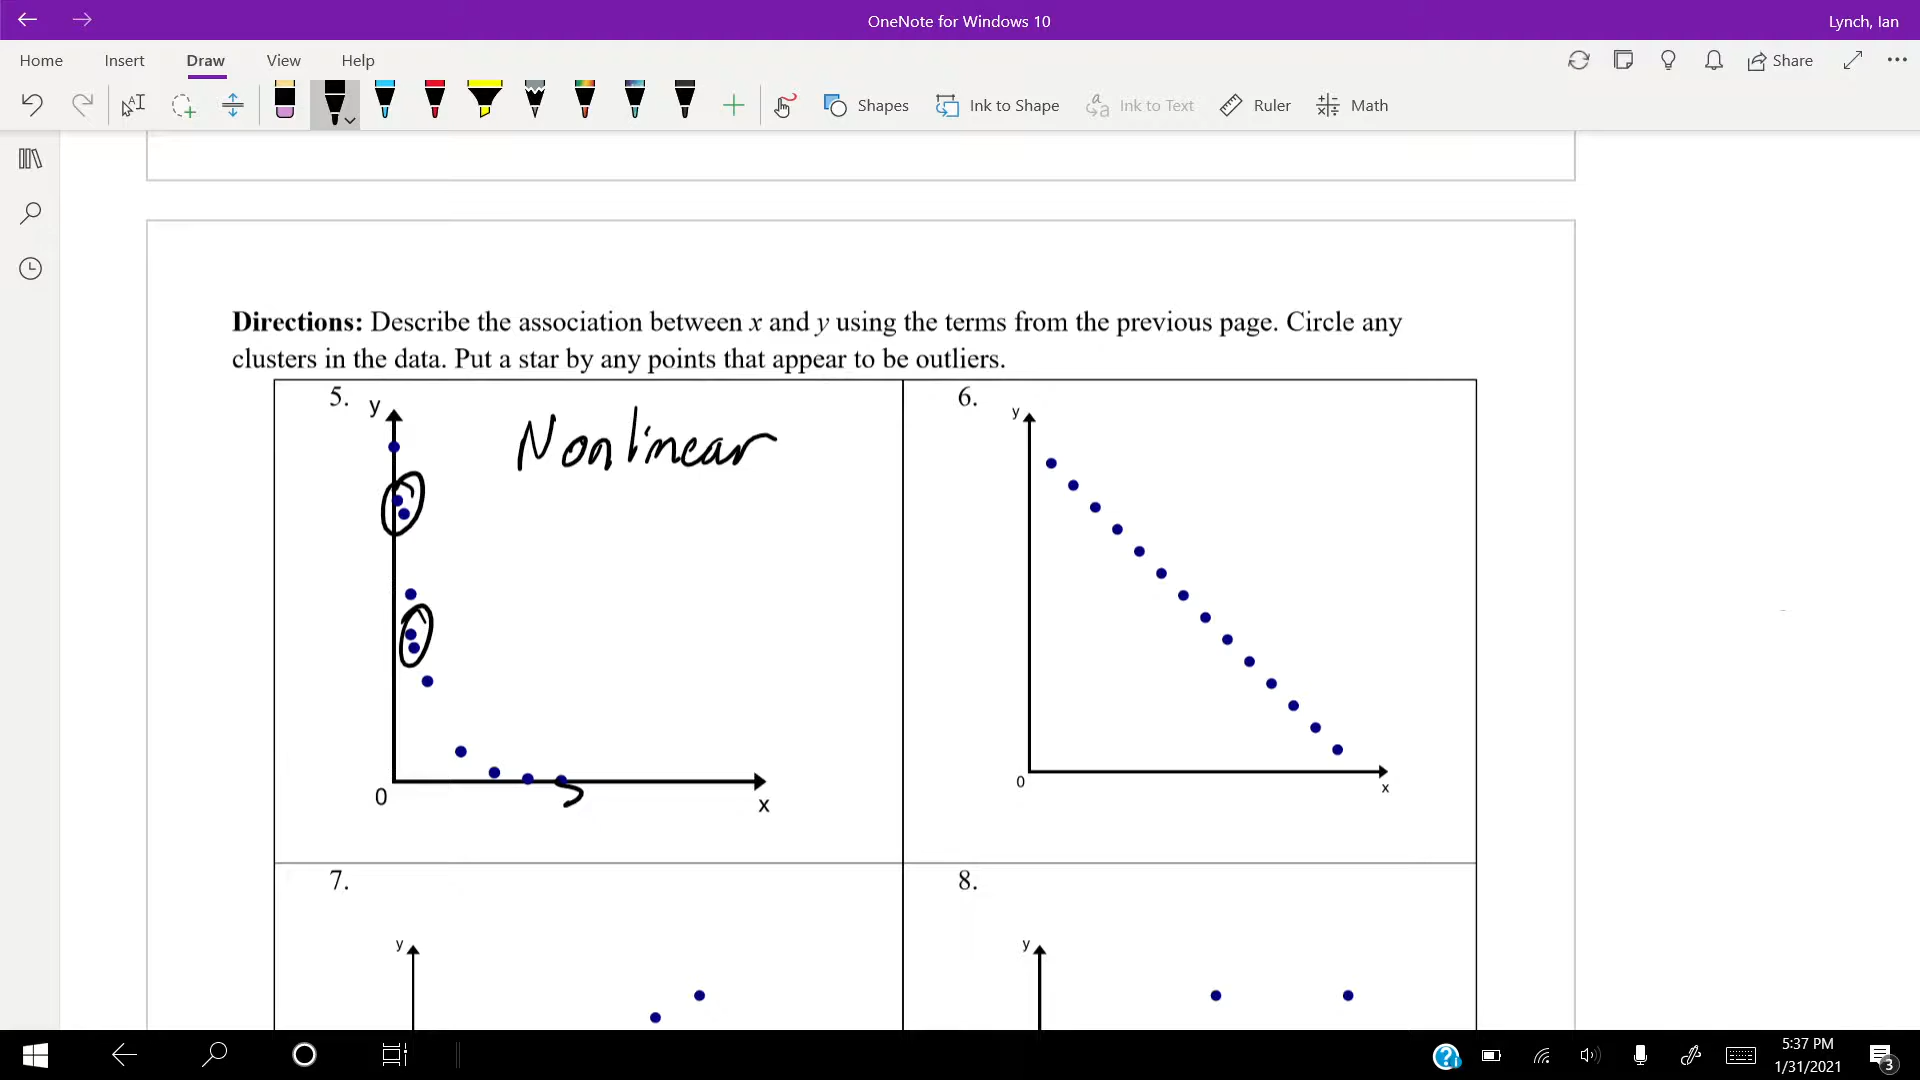 OneNote for Windows 10
Lynch, Ian
Home Insert Draw View Help
Share
Shapes Ink to Shape Ink to Text Ruler Math
Directions: Describe the association between x and y using the terms from the previous page. Circle any
clusters in the data. Put a star by any points that appear to be outliers.
5.
y
Nonlinear
0
x
6.
y
0
x
7.
y
8.
y
5:37 PM
1/31/2021
3